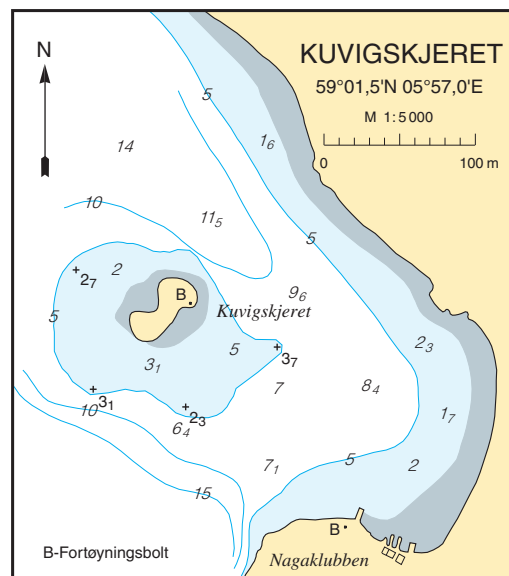 N
KUVIGSKJERET
59°01,5'N 05°57,0'E
M 1:5000
0 100 m
5
1₆
14
10
11₅
5
2
2₇
9₆
B
Kuvigskjeret
5
2₃
3₁
5
3₇
7
8₄
3₁
10
2₃
6₄
1₇
7₁
5
2
15
B
B-Fortøyningsbolt
Nagaklubben